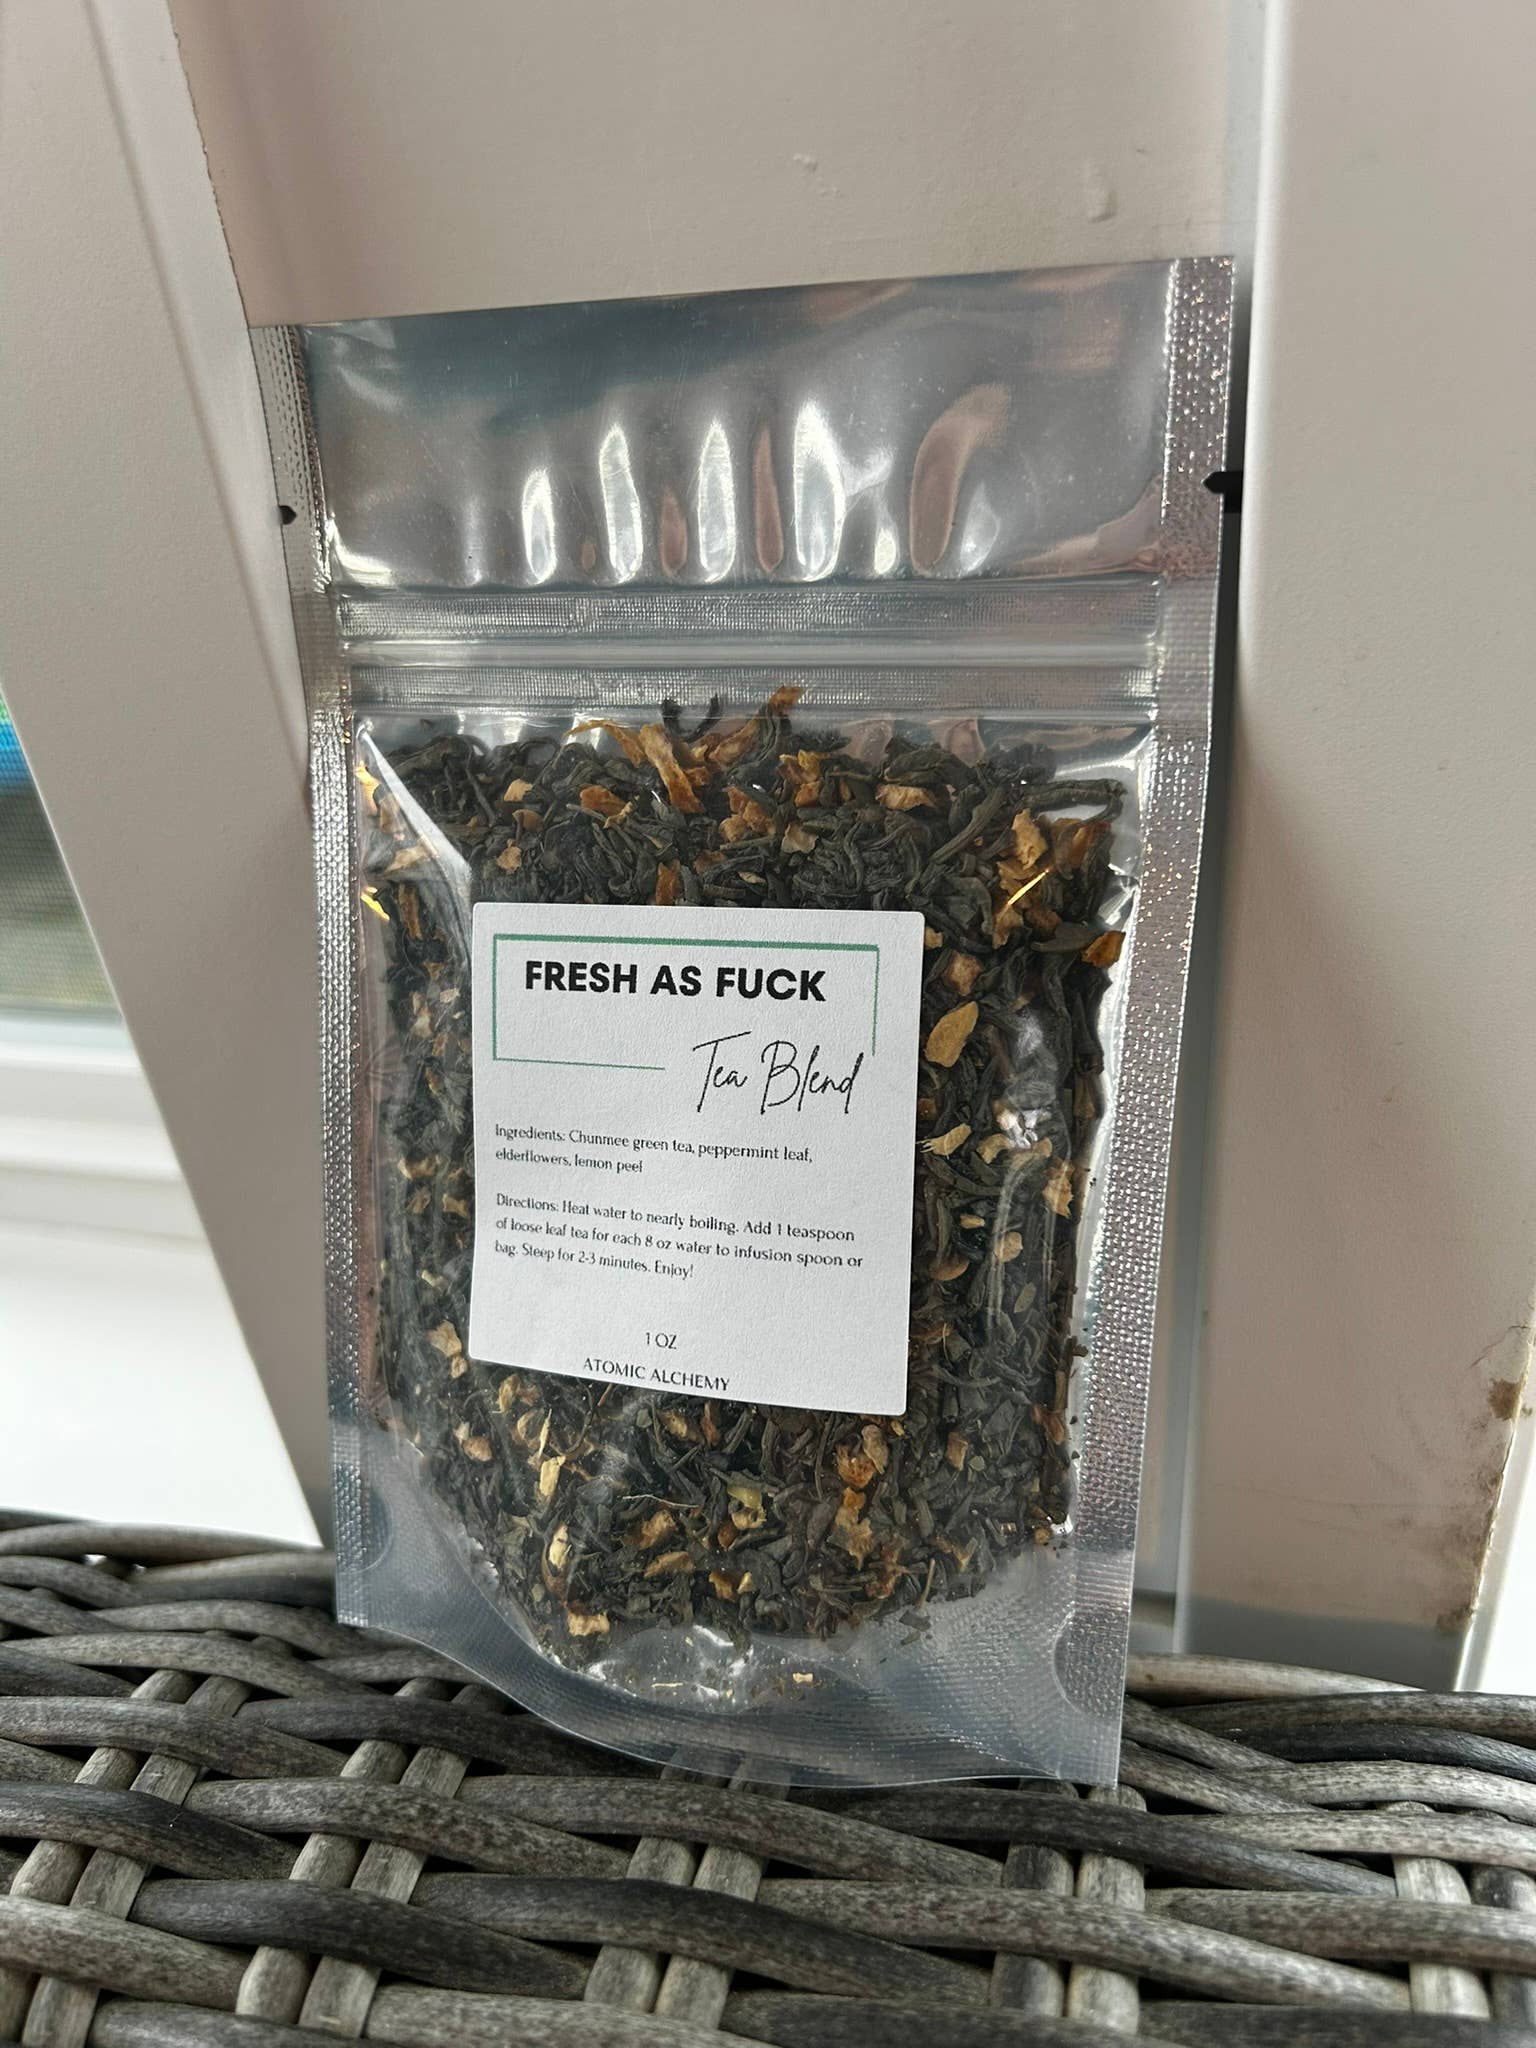 FRESH AS FUCK
Tea Blend
Ingredients: Chunmee green tea, peppermint leaf,
elderflowers, lemon peel
Directions: Heat water to nearly boiling. Add 1 teaspoon
of loose leaf tea for each 8 oz water to infusion spoon or
bag. Steep for 2-3 minutes. Enjoy!
1 OZ
ATOMIC ALCHEMY